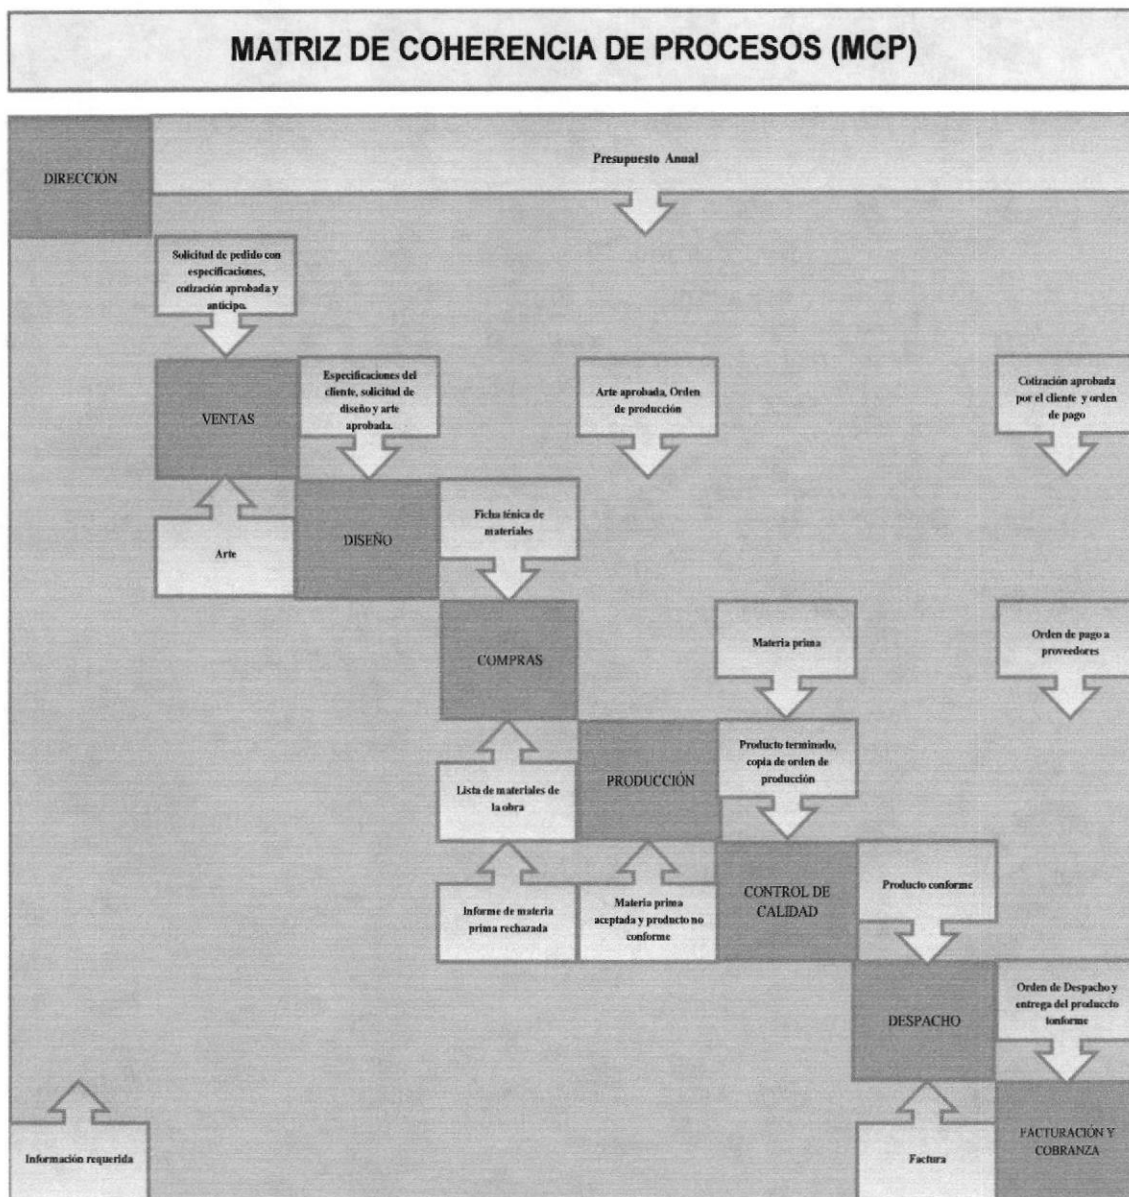 MATRIZ DE COHERENCIA DE PROCESOS (MCP)
DIRECCIÓN
Presupuesto Anual
Solicitud de pedido con
especificaciones,
cotización aprobada y
anticipo.
VENTAS
Especificaciones del
cliente, solicitud de
diseño y arte
aprobada.
Arte aprobada, Orden
de producción
Cotización aprobada
por el cliente y orden
de pago
Arte
DISEÑO
Ficha ténica de
materiales
COMPRAS
Materia prima
Orden de pago a
proveedores
Lista de materiales de
la obra
PRODUCCIÓN
Producto terminado,
copia de orden de
producción
Informe de materia
prima rechazada
Materia prima
aceptada y producto no
conforme
CONTROL DE
CALIDAD
Producto conforme
DESPACHO
Orden de Despacho y
entrega del produccto
tonforme
Información requerida
Factura
FACTURACIÓN Y
COBRANZA